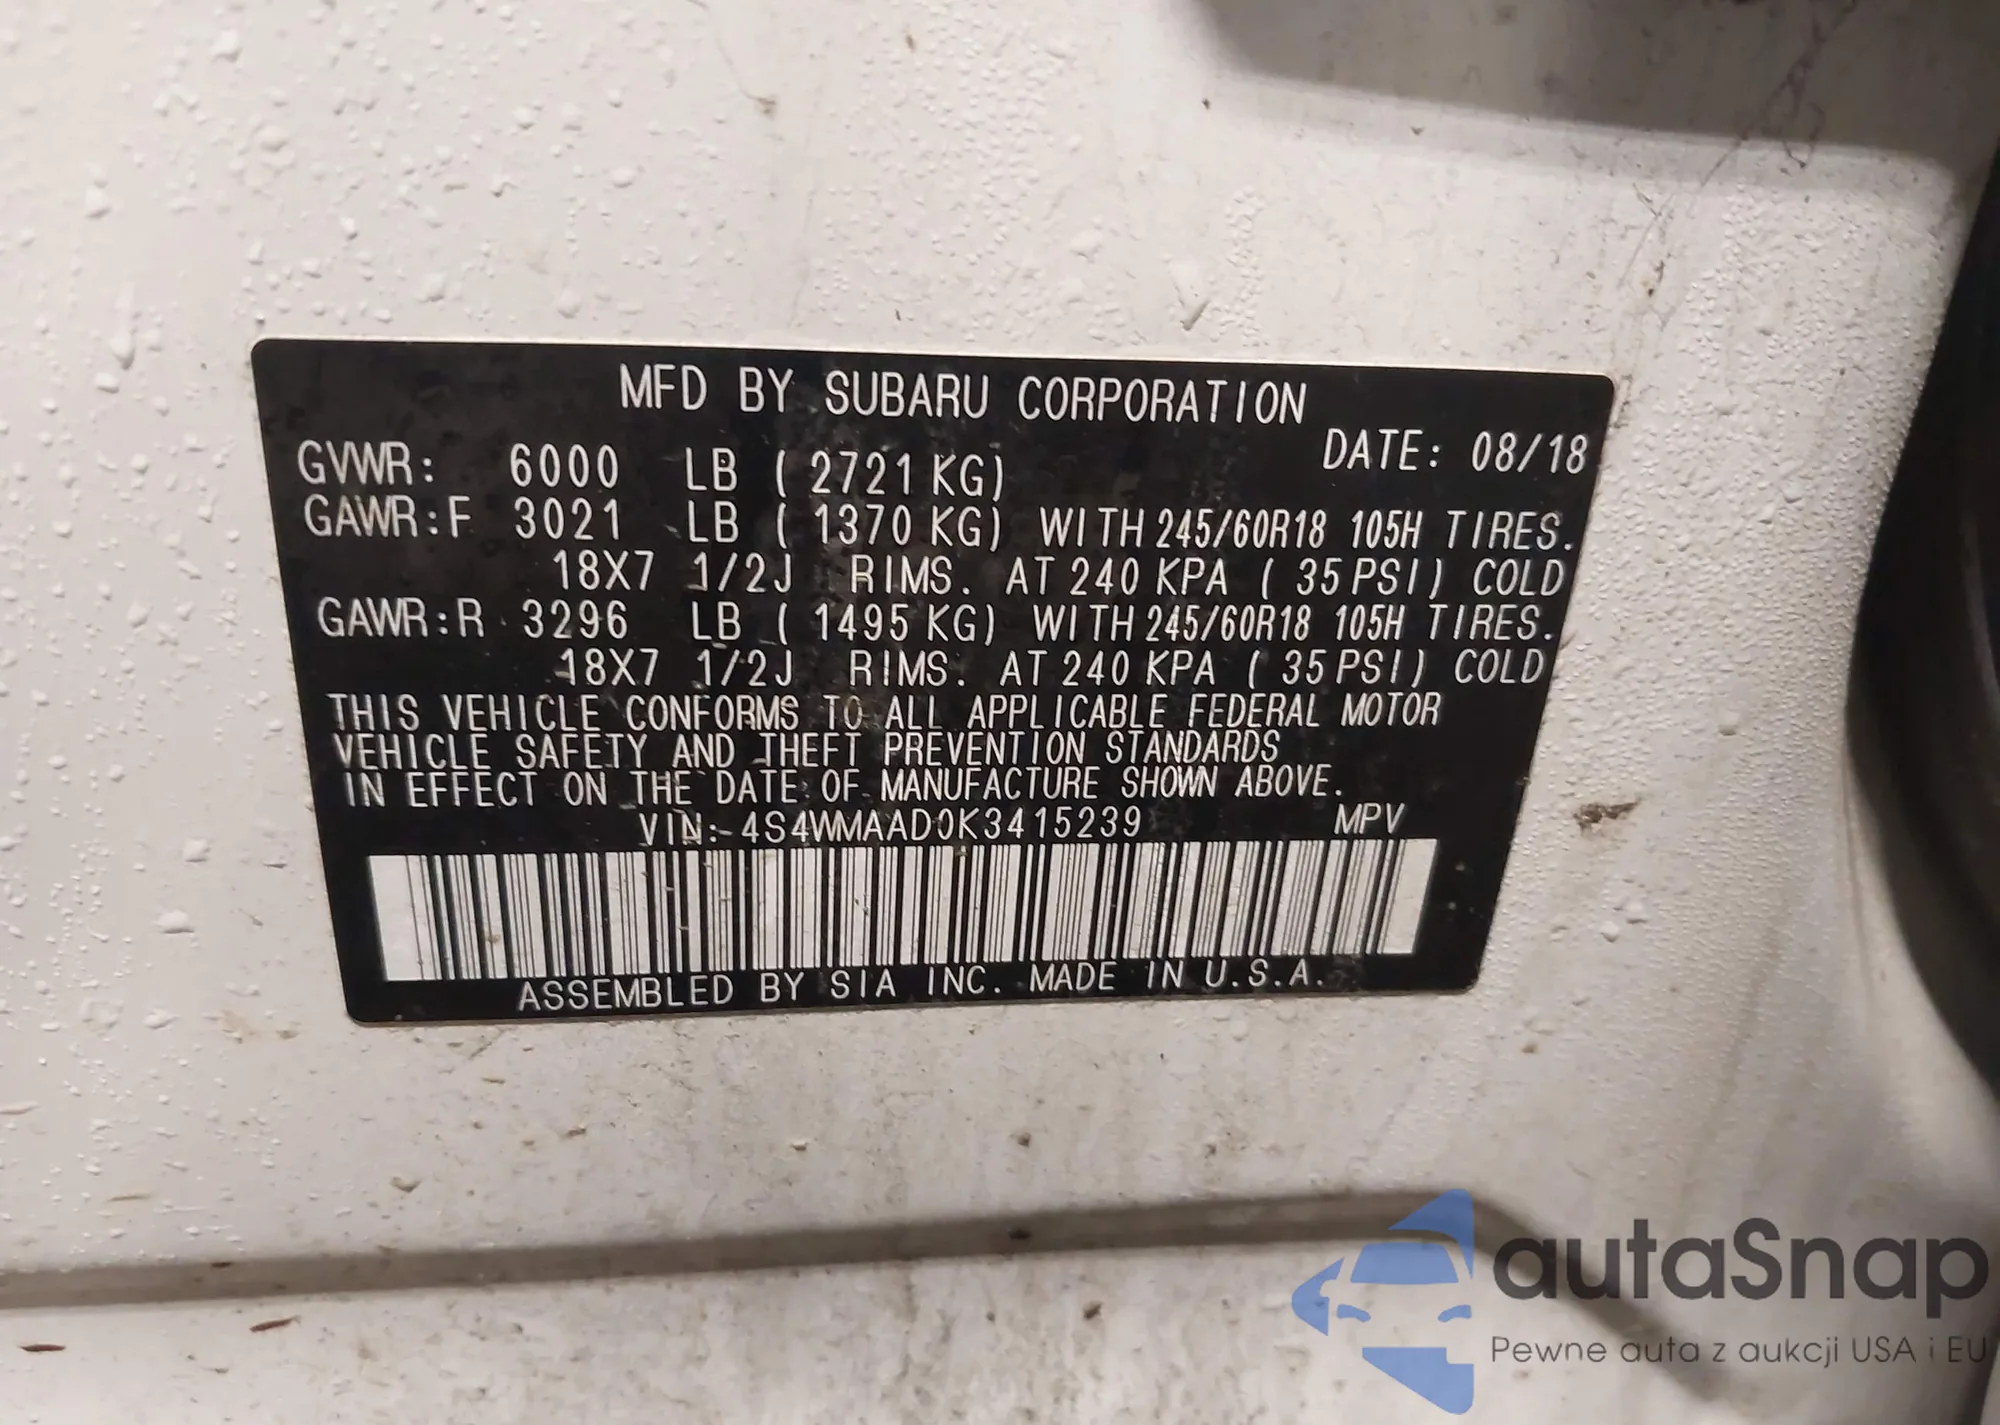 MFD BY SUBARU CORPORATION
DATE: 08/18
GVWR: 6000 LB ( 2721 KG)
GAWR:F 3021 LB ( 1370 KG) WITH 245/60R18 105H TIRES.
18X7 1/2J RIMS. AT 240 KPA ( 35 PSI) COLD
GAWR:R 3296 LB ( 1495 KG) WITH 245/60R18 105H TIRES.
18X7 1/2J RIMS. AT 240 KPA ( 35 PSI) COLD
THIS VEHICLE CONFORMS TO ALL APPLICABLE FEDERAL MOTOR
VEHICLE SAFETY AND THEFT PREVENTION STANDARDS
IN EFFECT ON THE DATE OF MANUFACTURE SHOWN ABOVE.
VIN: 4S4WMAAD0K3415239 MPV
ASSEMBLED BY SIA INC. MADE IN U.S.A.
autaSnap
Pewne auta z aukcji USA i EU